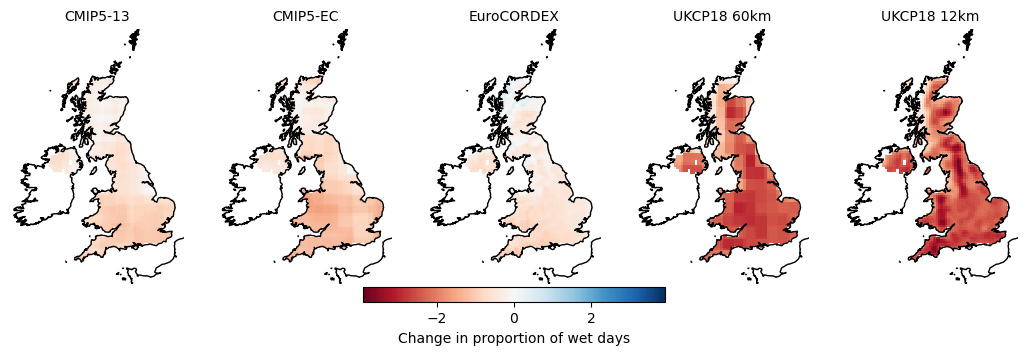 CMIP5-13 CMIP5-EC EuroCORDEX UKCP18 60km UKCP18 12km
−2 0 2
Change in proportion of wet days